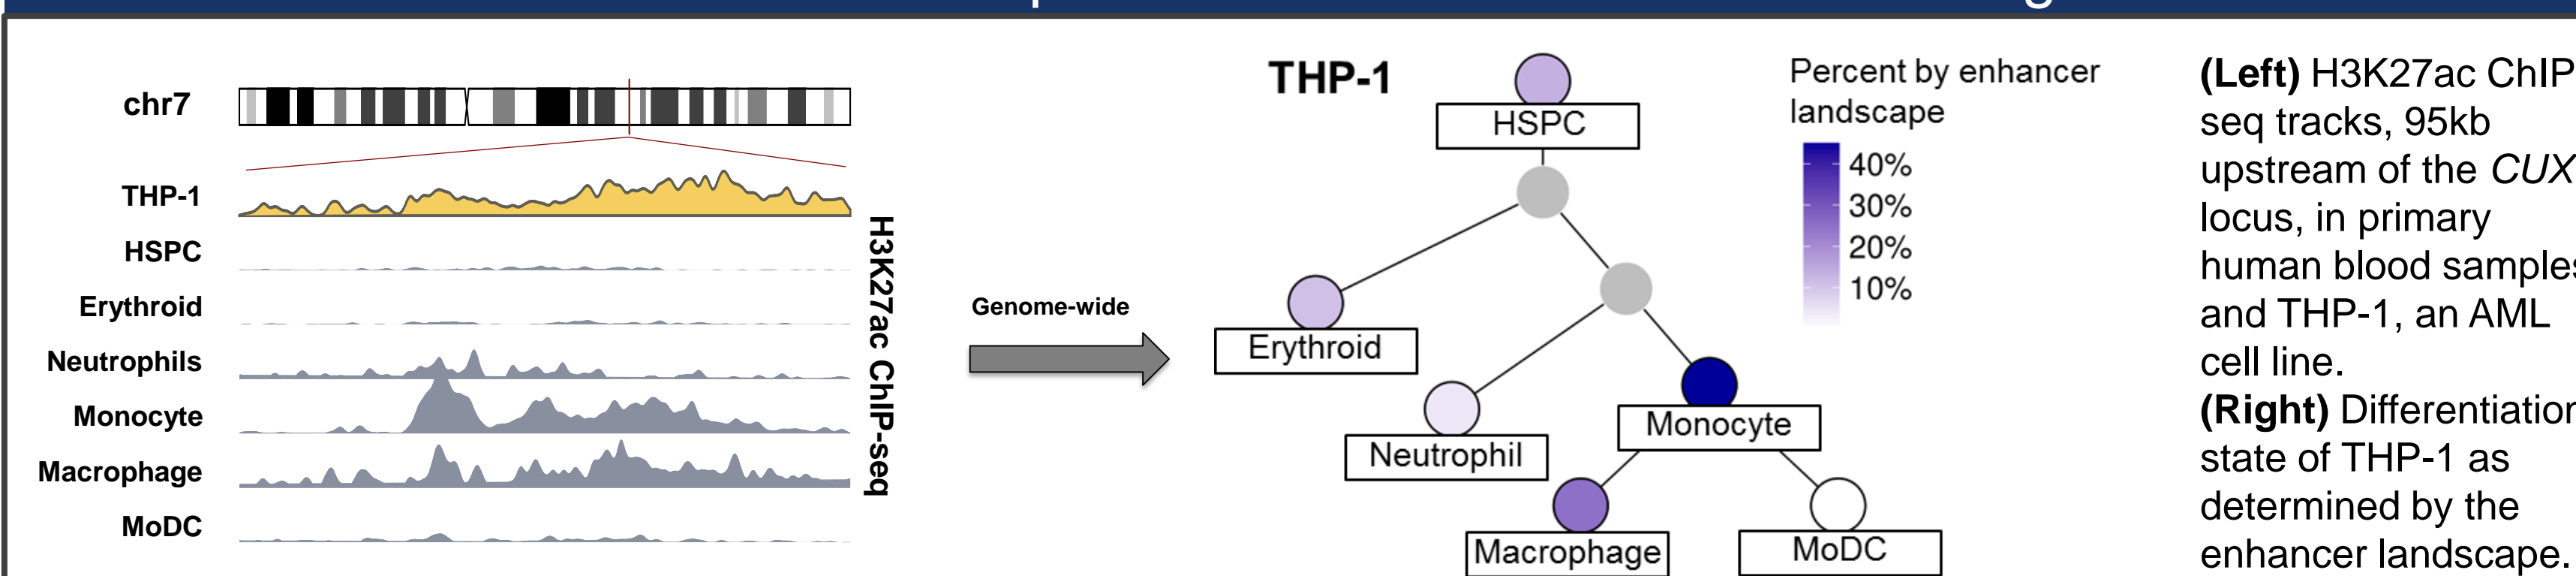 chr7
THP-1
HSPC
Erythroid
Neutrophils
Monocyte
Macrophage
MoDC
H3K27ac ChIP-seq
Genome-wide
THP-1
HSPC
Erythroid
Neutrophil
Monocyte
Macrophage
MoDC
Percent by enhancer
landscape
40%
30%
20%
10%
(Left) H3K27ac ChIP
seq tracks, 95kb
upstream of the CUX
locus, in primary
human blood samples
and THP-1, an AML
cell line.
(Right) Differentiation
state of THP-1 as
determined by the
enhancer landscape.